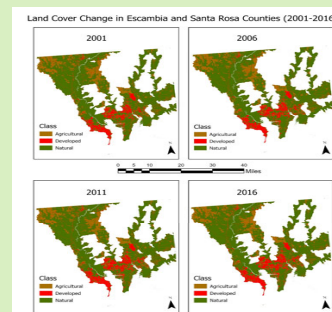 Land Cover Change in Escambia and Santa Rosa Counties (2001-2016
2001
2006
Class
Agricultural
Developed
Natural
Class
Agricultural
Developed
Natural
0 5 10 20 30 40
Miles
2011
2016
Class
Agricultural
Developed
Natural
Class
Agricultural
Developed
Natural